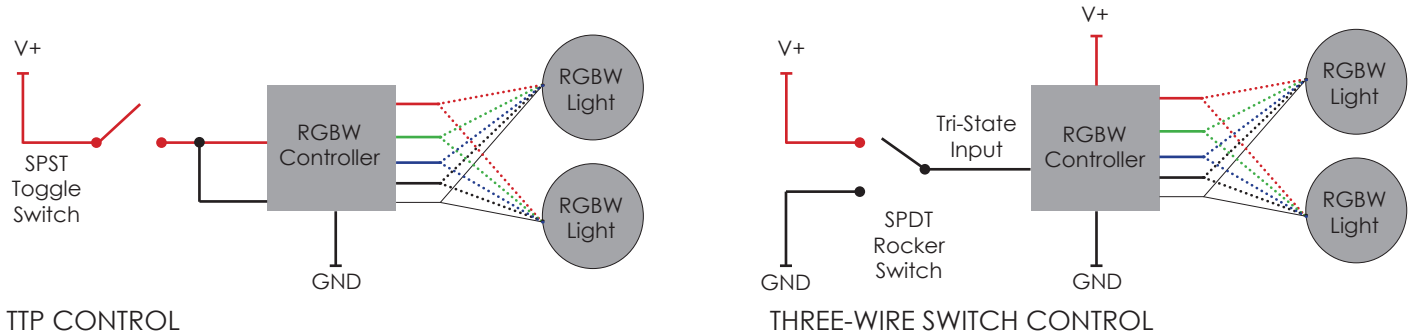 V+
SPST
Toggle
Switch
RGBW
Controller
GND
RGBW
Light
RGBW
Light
TTP CONTROL
V+
V+
GND
SPDT
Rocker
Switch
Tri-State
Input
RGBW
Controller
GND
RGBW
Light
RGBW
Light
THREE-WIRE SWITCH CONTROL